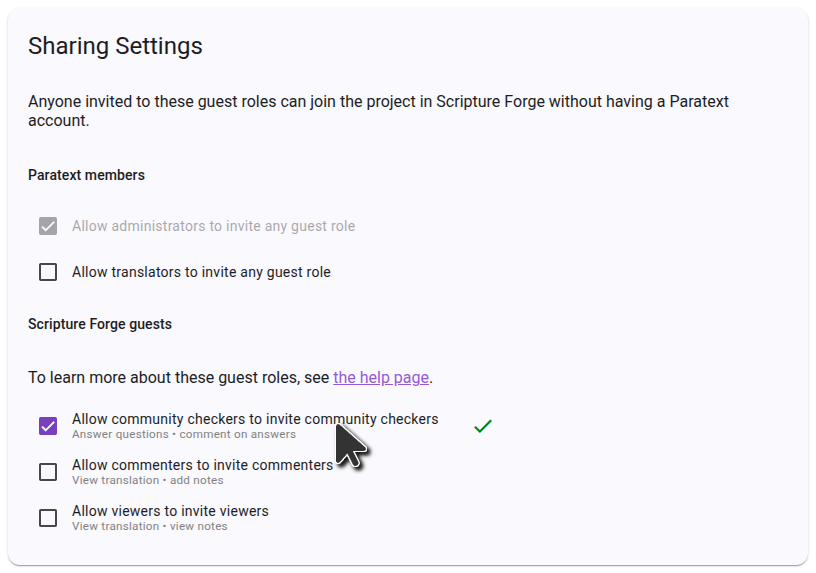 Sharing Settings
Anyone invited to these guest roles can join the project in Scripture Forge without having a Paratext
account.
Paratext members
Allow administrators to invite any guest role
Allow translators to invite any guest role
Scripture Forge guests
To learn more about these guest roles, see the help page.
Allow community checkers to invite community checkers
Answer questions • comment on answers
Allow commenters to invite commenters
View translation • add notes
Allow viewers to invite viewers
View translation • view notes